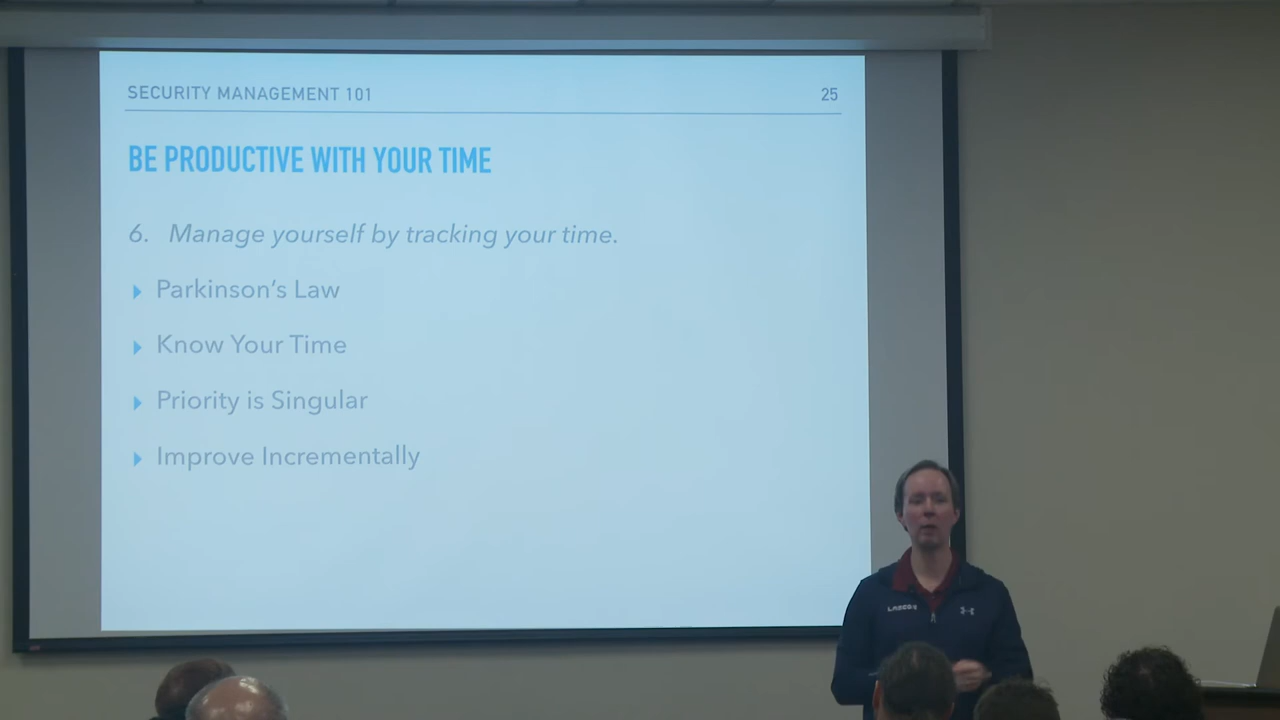 SECURITY MANAGEMENT 101
25
BE PRODUCTIVE WITH YOUR TIME
6. Manage yourself by tracking your time.
Parkinson's Law
Know Your Time
Priority is Singular
Improve Incrementally